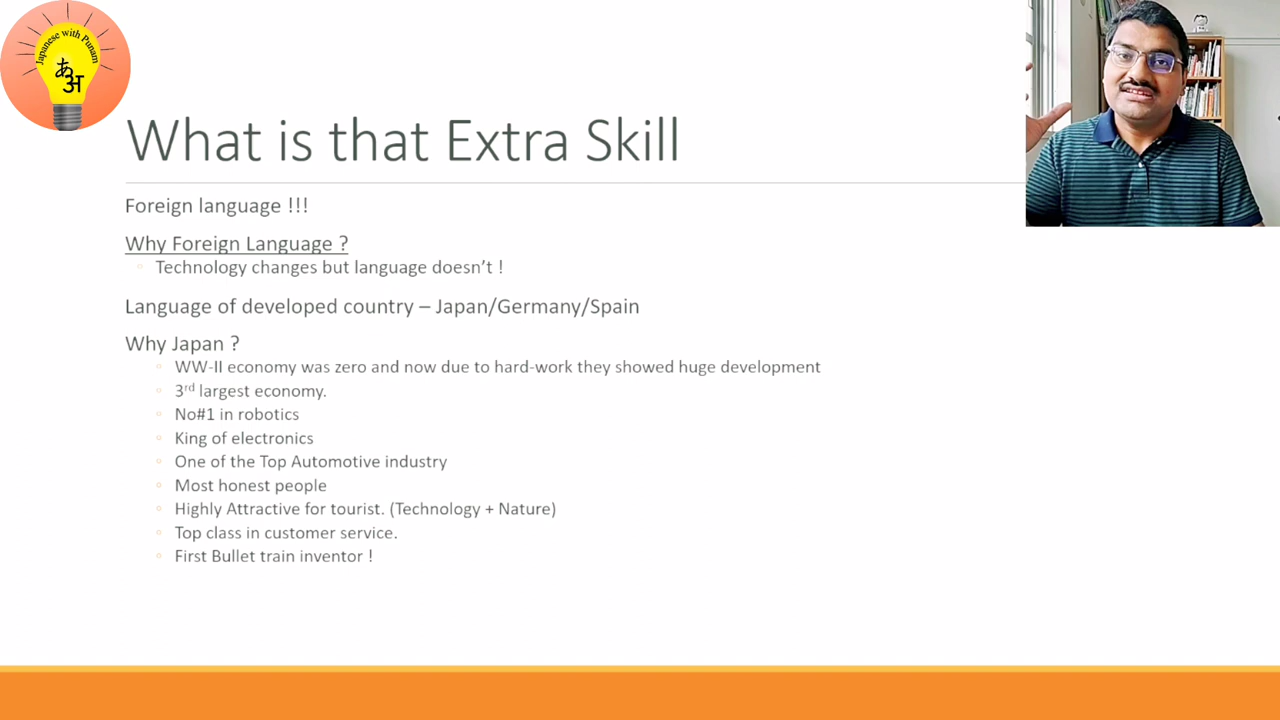 Japanese with Punam
あ
अ
What is that Extra Skill
Foreign language !!!
Why Foreign Language ?
Technology changes but language doesn’t !
Language of developed country – Japan/Germany/Spain
Why Japan ?
WW-II economy was zero and now due to hard-work they showed huge development
3rd largest economy.
No#1 in robotics
King of electronics
One of the Top Automotive industry
Most honest people
Highly Attractive for tourist. (Technology + Nature)
Top class in customer service.
First Bullet train inventor !